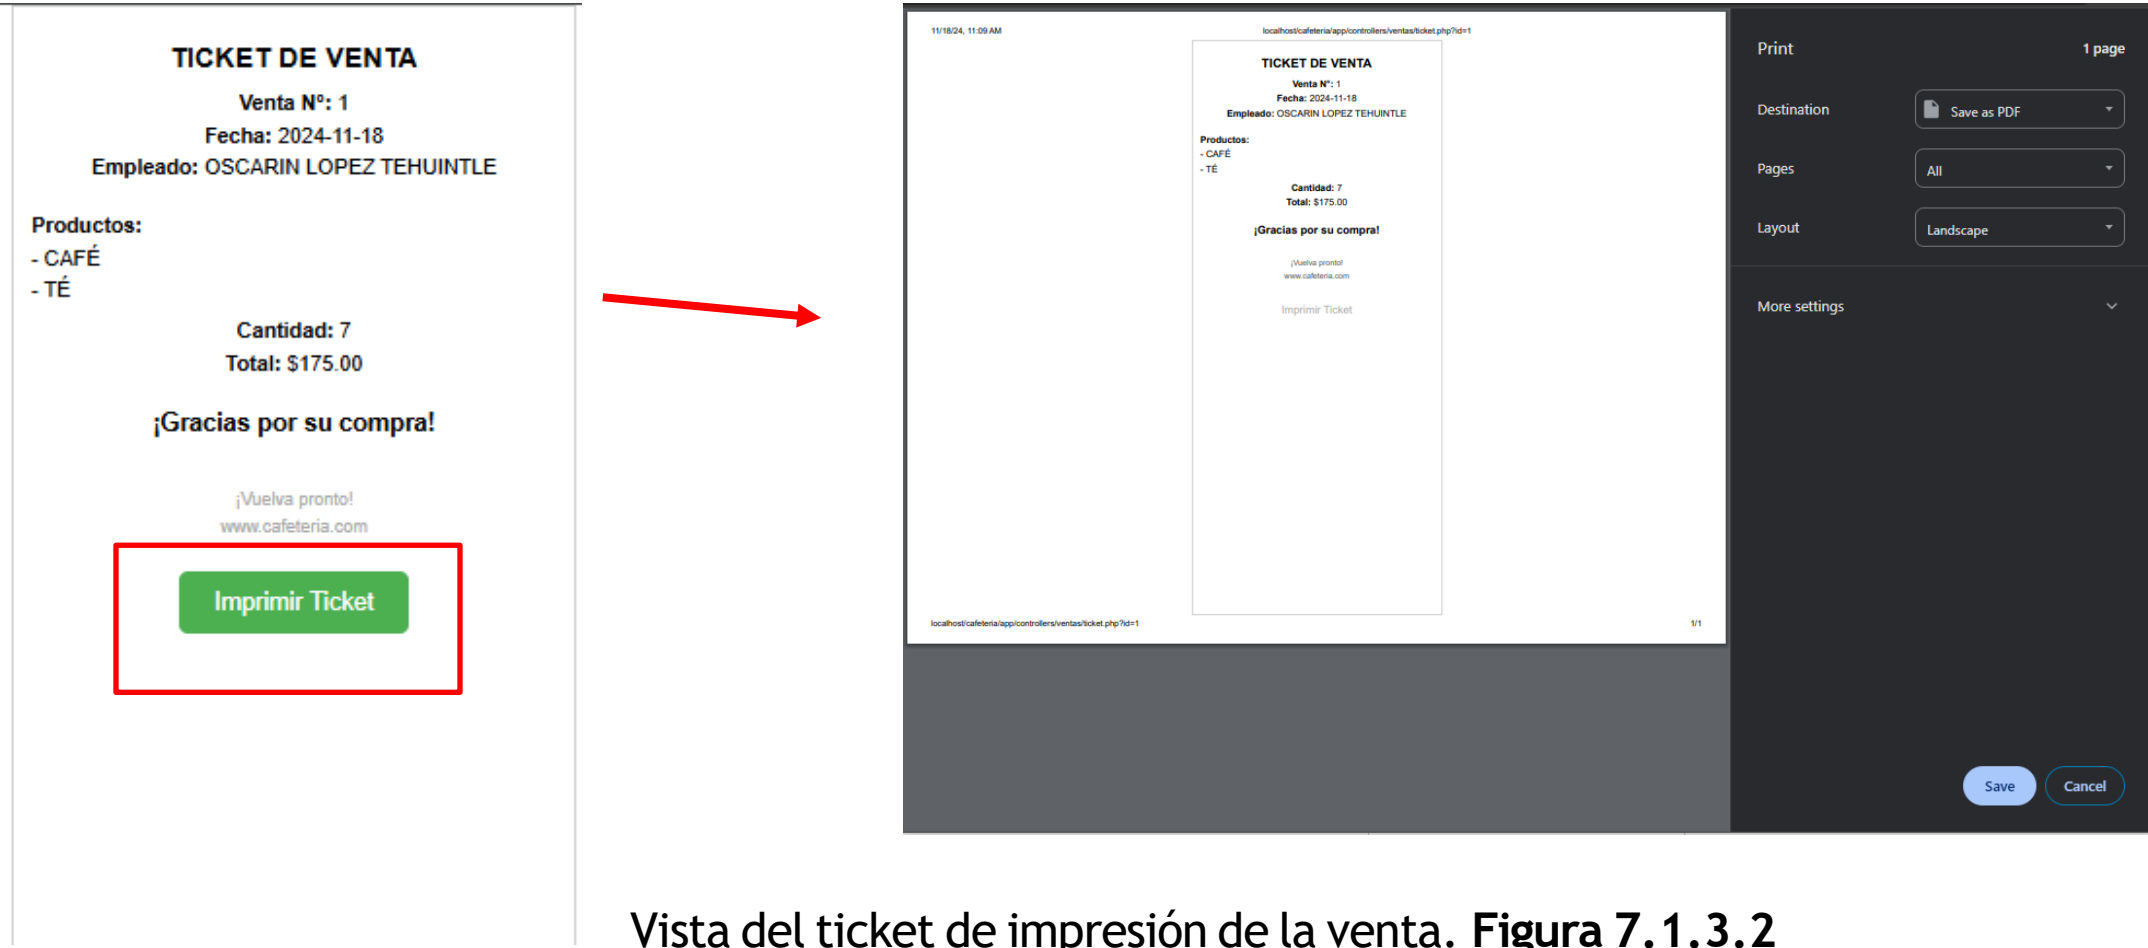 TICKET DE VENTA
Venta Nº: 1
Fecha: 2024-11-18
Empleado: OSCARIN LOPEZ TEHUINTLE
Productos:
- CAFÉ
- TÉ
Cantidad: 7
Total: $175.00
¡Gracias por su compra!
¡Vuelva pronto!
www.cafeteria.com
Imprimir Ticket
11/18/24, 11:09 AM
localhost/cafeteria/app/controllers/ventas/ticket.php?id=1
TICKET DE VENTA
Venta Nº: 1
Fecha: 2024-11-18
Empleado: OSCARIN LOPEZ TEHUINTLE
Productos:
- CAFÉ
- TÉ
Cantidad: 7
Total: $175.00
¡Gracias por su compra!
¡Vuelva pronto!
www.cafeteria.com
Imprimir Ticket
localhost/cafeteria/app/controllers/ventas/ticket.php?id=1
1/1
Print
1 page
Destination
Save as PDF
Pages
All
Layout
Landscape
More settings
Save
Cancel
Vista del ticket de impresión de la venta. Figura 7.1.3.2